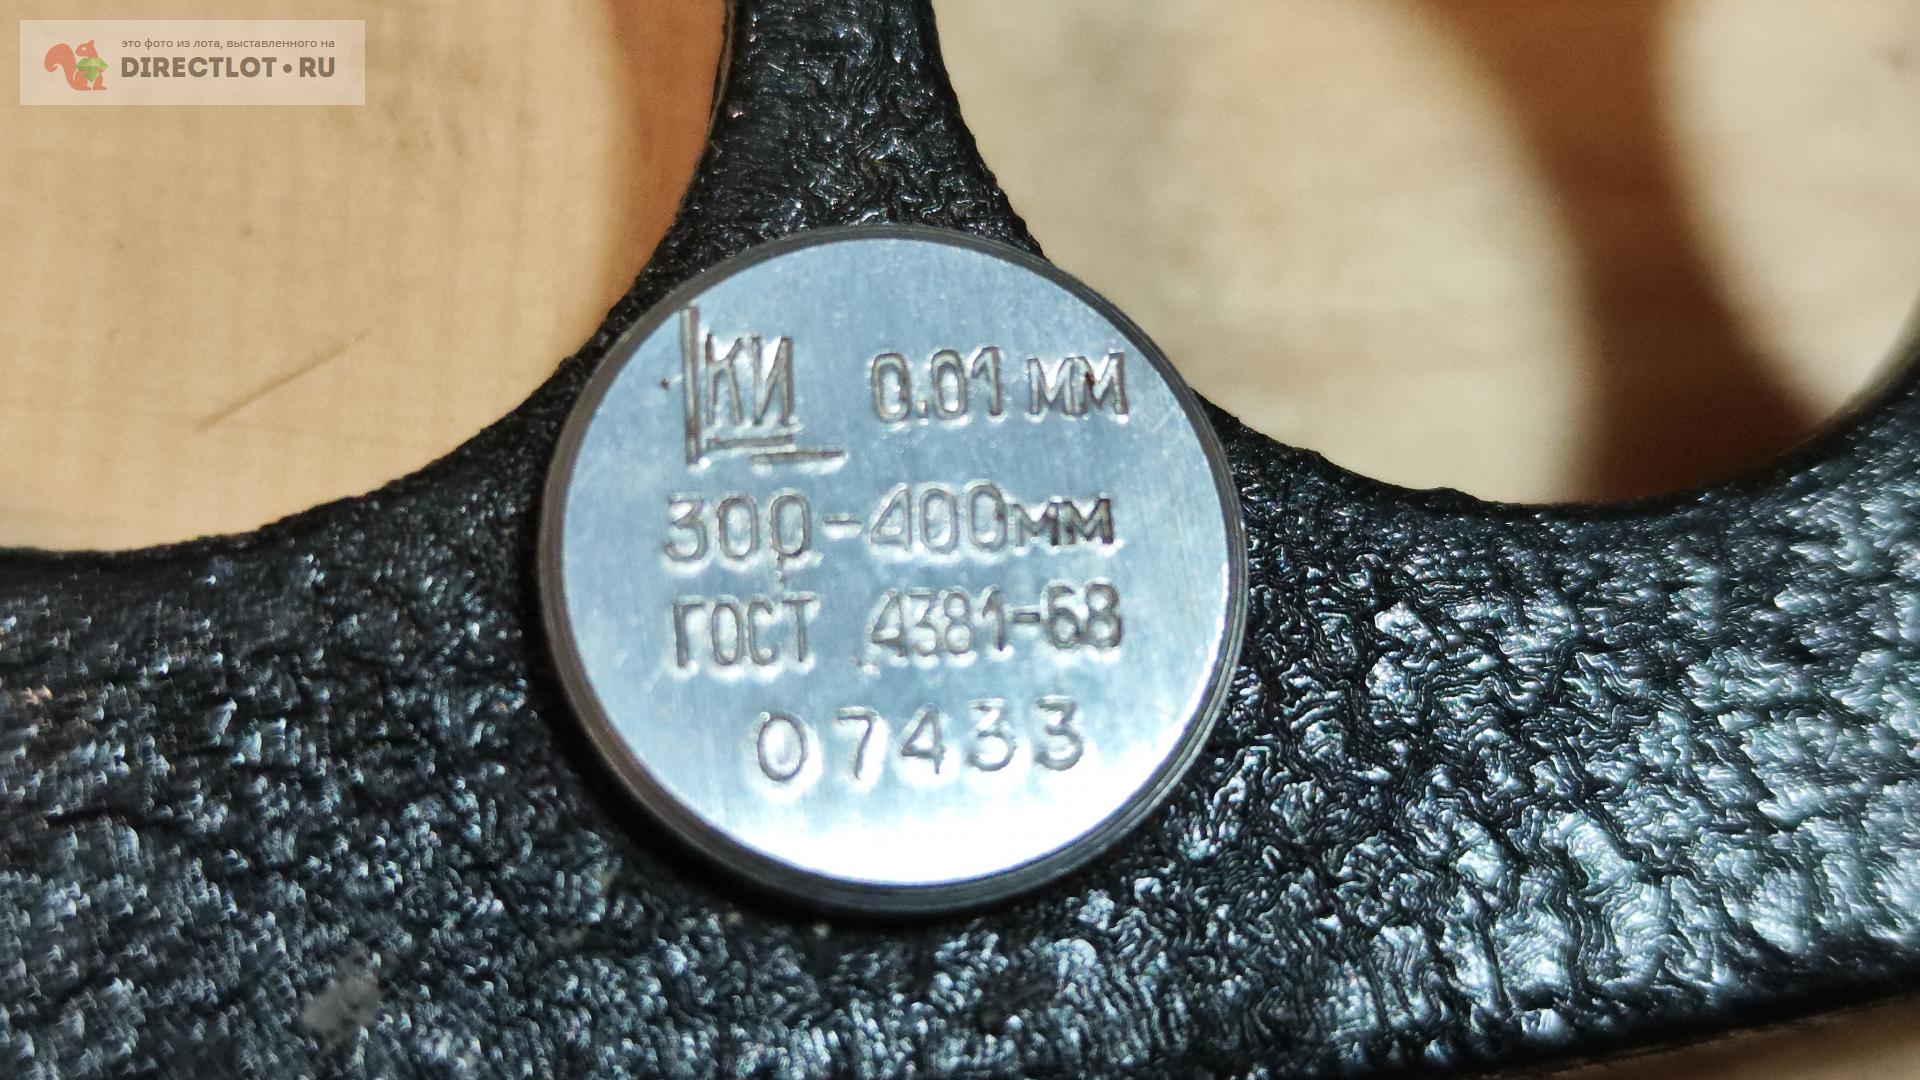 это фото из лота, выставленного на
DIRECTLOT•RU
КИ 0.01 мм
300-400мм
ГОСТ 4381-68
07433